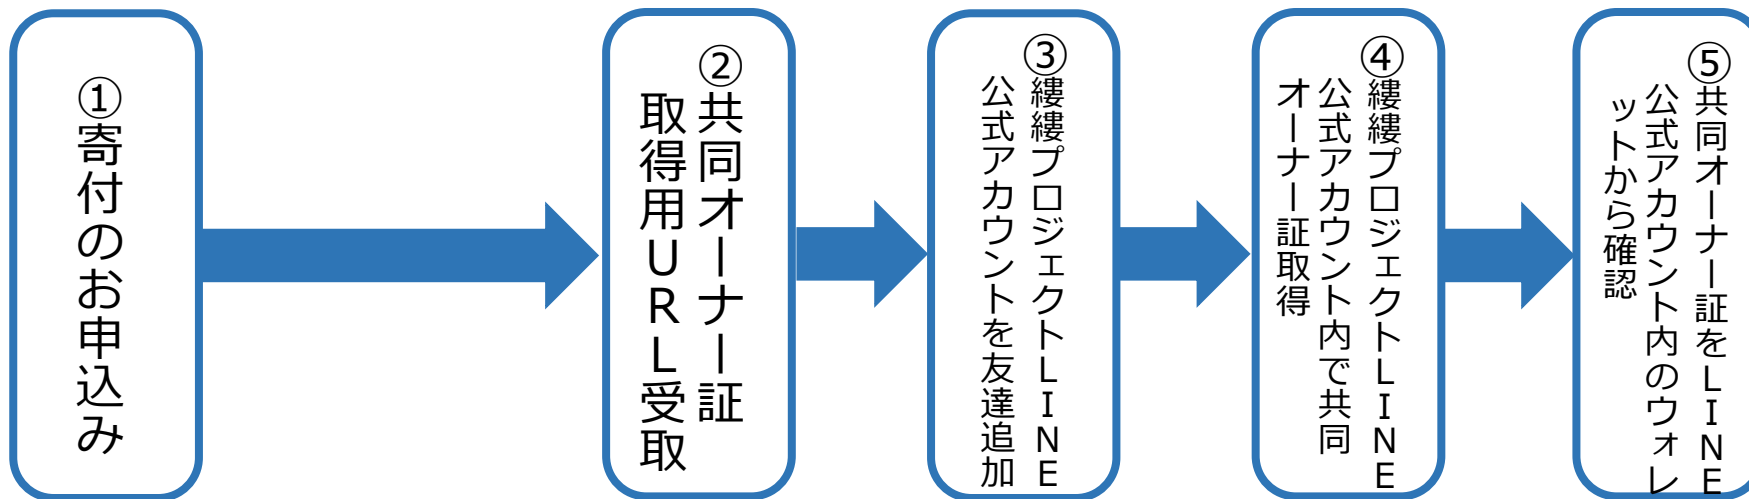 ①寄付のお申込み
②共同オーナー証
取得用URL受取
③縷縷プロジェクトLINE
公式アカウントを友達追加
④縷縷プロジェクトLINE
公式アカウント内で共同
オーナー証取得
⑤共同オーナー証をLINE
公式アカウント内のウォレ
ットから確認